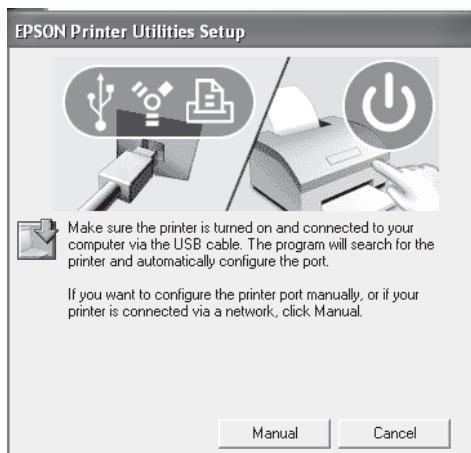 EPSON Printer Utilities Setup
Make sure the printer is turned on and connected to your
computer via the USB cable. The program will search for the
printer and automatically configure the port.
If you want to configure the printer port manually, or if your
printer is connected via a network, click Manual.
Manual
Cancel